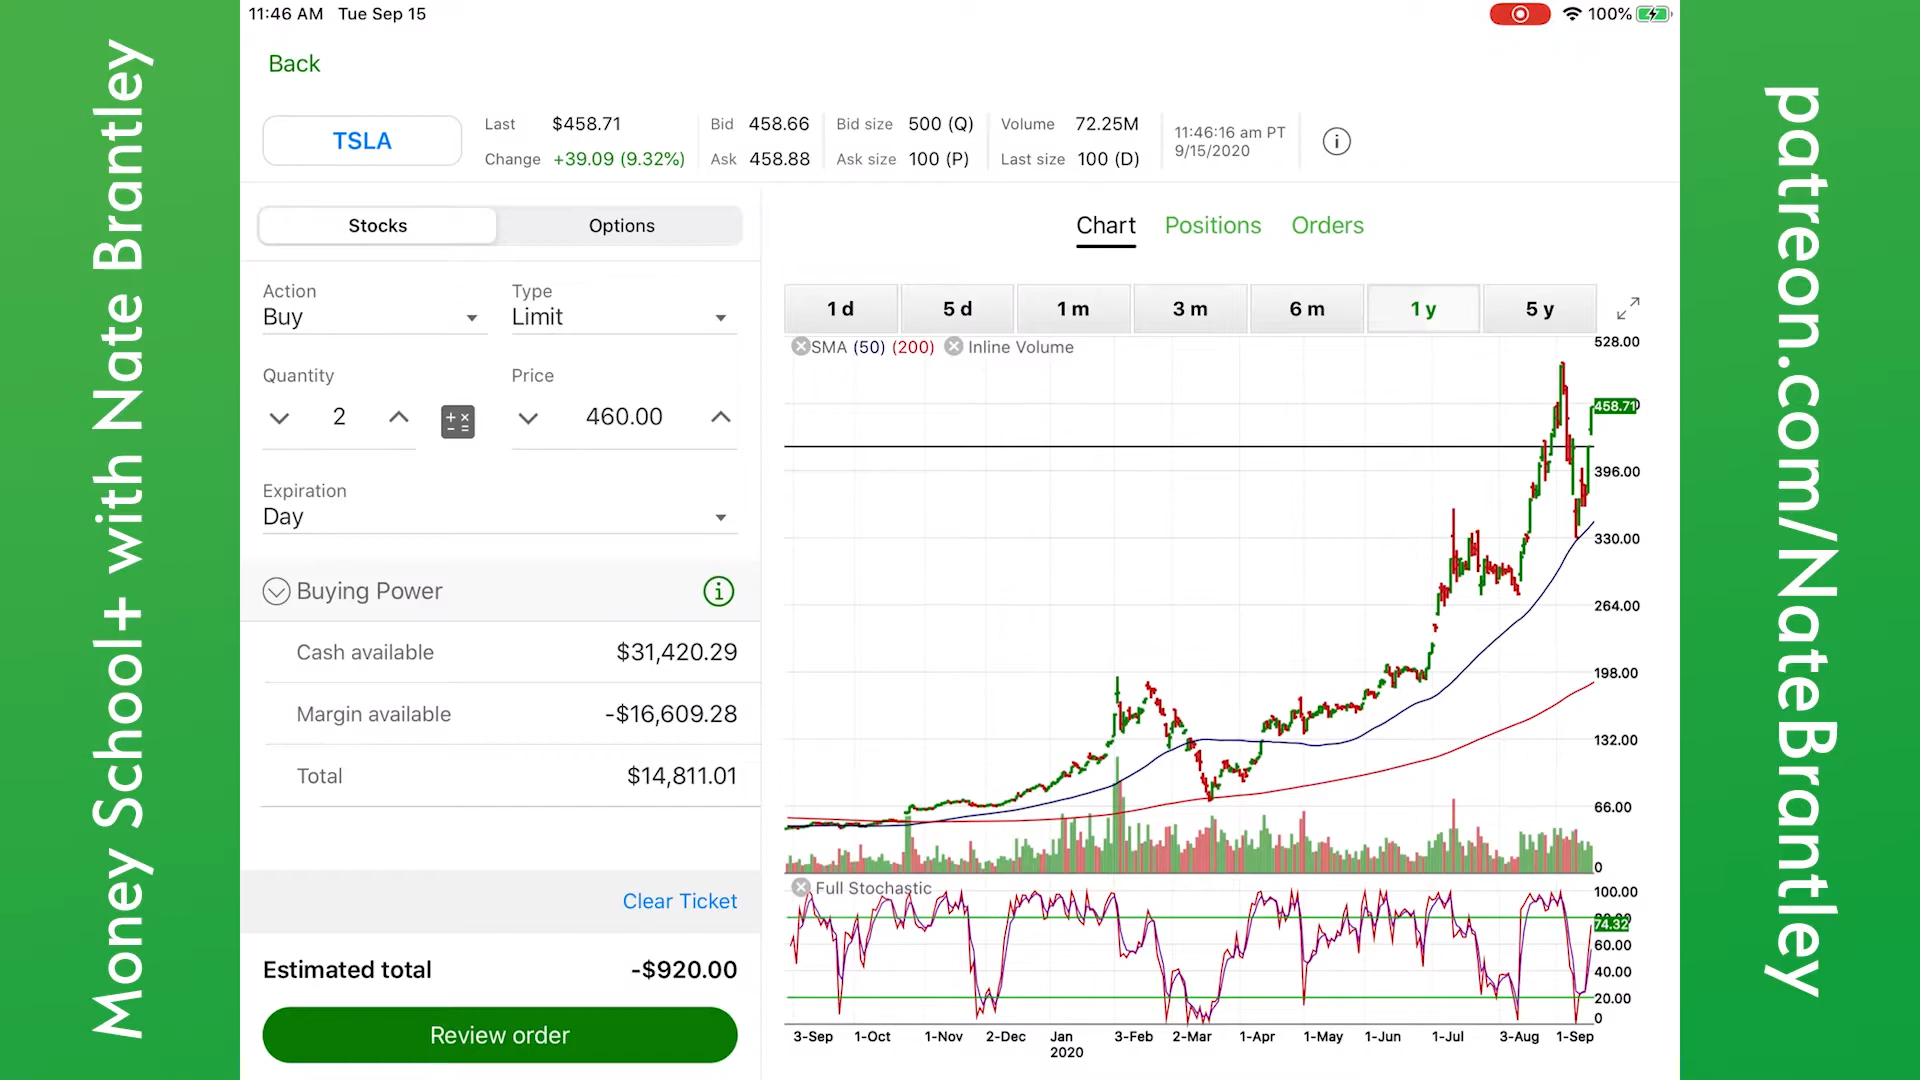 Money School+ with Nate Brantley
11:46 AM Tue Sep 15
100%
Back
TSLA
Last $458.71
Change +39.09 (9.32%)
Bid 458.66
Ask 458.88
Bid size 500 (Q)
Ask size 100 (P)
Volume 72.25M
Last size 100 (D)
11:46:16 am PT
9/15/2020
Stocks
Options
Action
Buy
Type
Limit
Quantity
2
Price
460.00
Expiration
Day
Buying Power
Cash available $31,420.29
Margin available -$16,609.28
Total $14,811.01
Clear Ticket
Estimated total -$920.00
Review order
Chart Positions Orders
1 d 5 d 1 m 3 m 6 m 1 y 5 y
SMA (50) (200) Inline Volume
528.00
458.71
396.00
330.00
264.00
198.00
132.00
66.00
0
Full Stochastic
100.00
74.32
60.00
40.00
20.00
0
3-Sep 1-Oct 1-Nov 2-Dec Jan 3-Feb 2-Mar 1-Apr 1-May 1-Jun 1-Jul 3-Aug 1-Sep
2020
patreon.com/NateBrantley